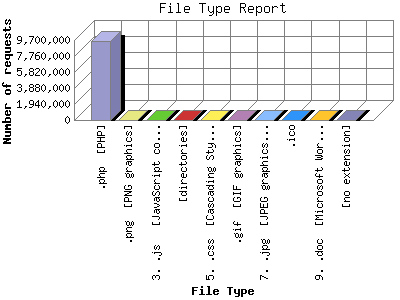 File Type Report
Number of requests
9,700,000
7,760,000
5,820,000
3,880,000
1,940,000
0
.php [PHP]
.png [PNG graphics]
3. .js [JavaScript co...
[directories]
5. .css [Cascading Sty...
.gif [GIF graphics]
7. .jpg [JPEG graphics...
.ico
9. .doc [Microsoft Wor...
[no extension]
File Type